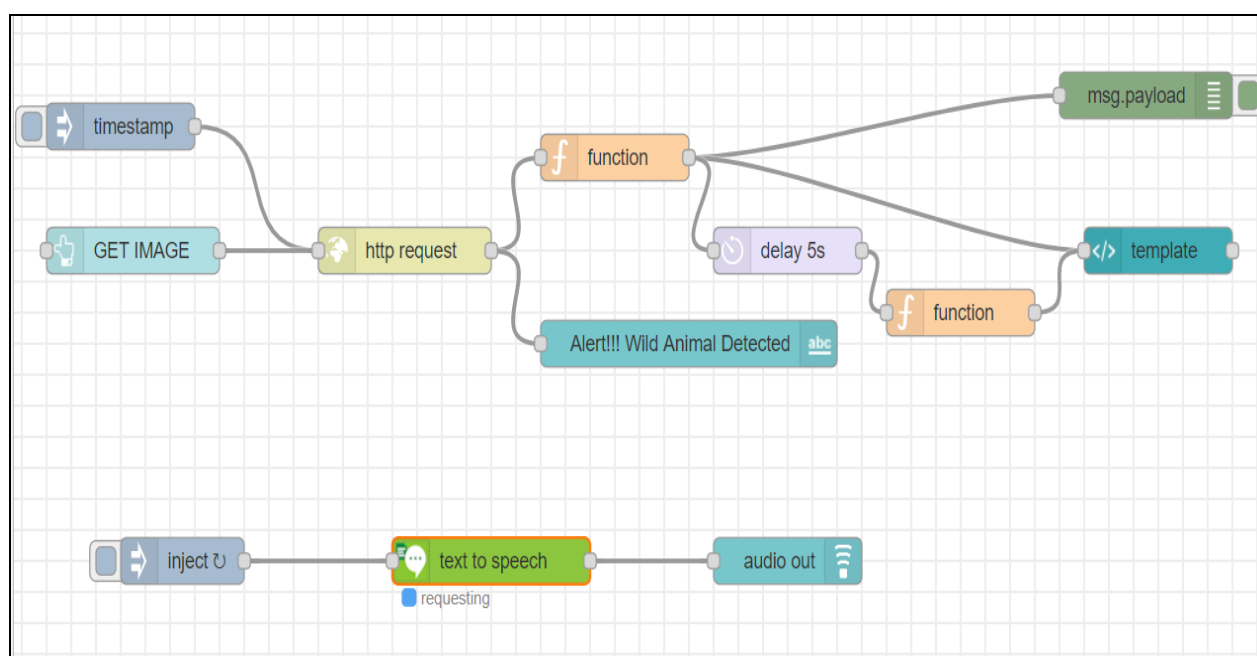 msg.payload
timestamp
function
GET IMAGE
http request
delay 5s
</> template
function
Alert!!! Wild Animal Detected abc
inject ↻
text to speech
audio out
requesting